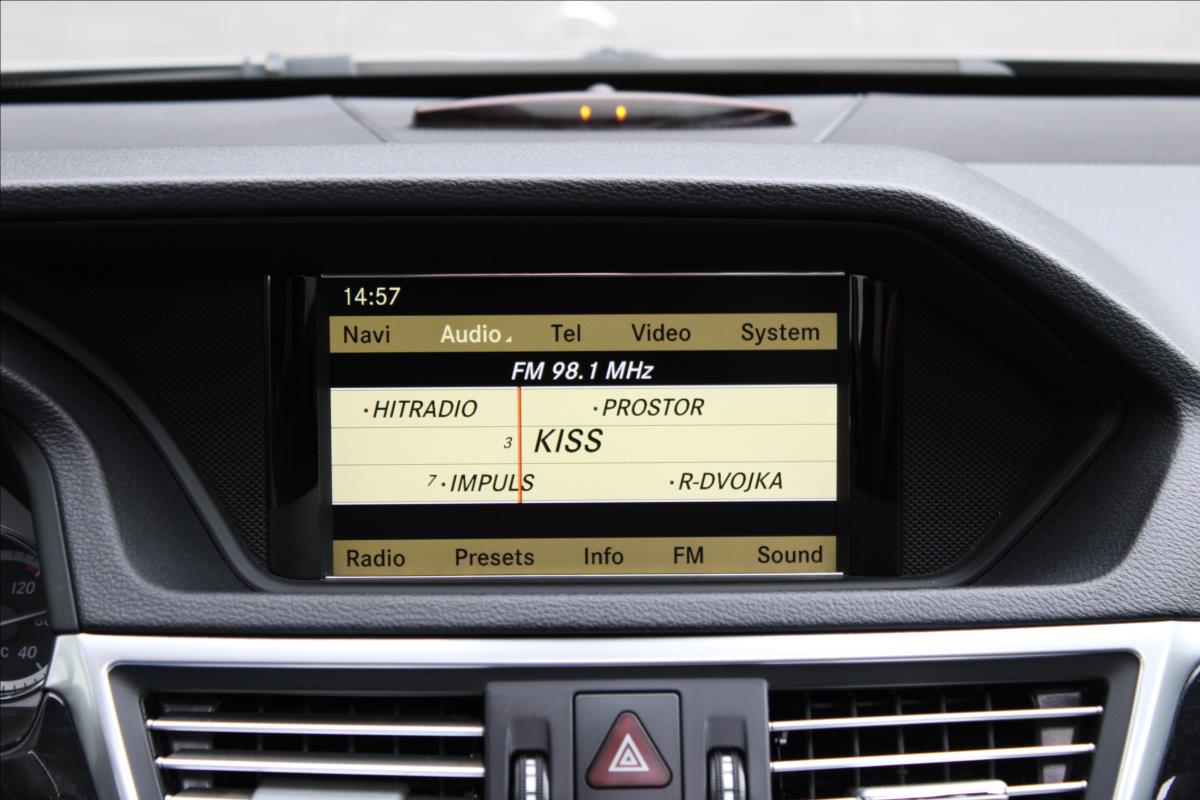 14:57
Navi Audio Tel Video System
FM 98.1 MHz
·HITRADIO ·PROSTOR
3 KISS
7·IMPULS ·R-DVOJKA
Radio Presets Info FM Sound
120
C 40